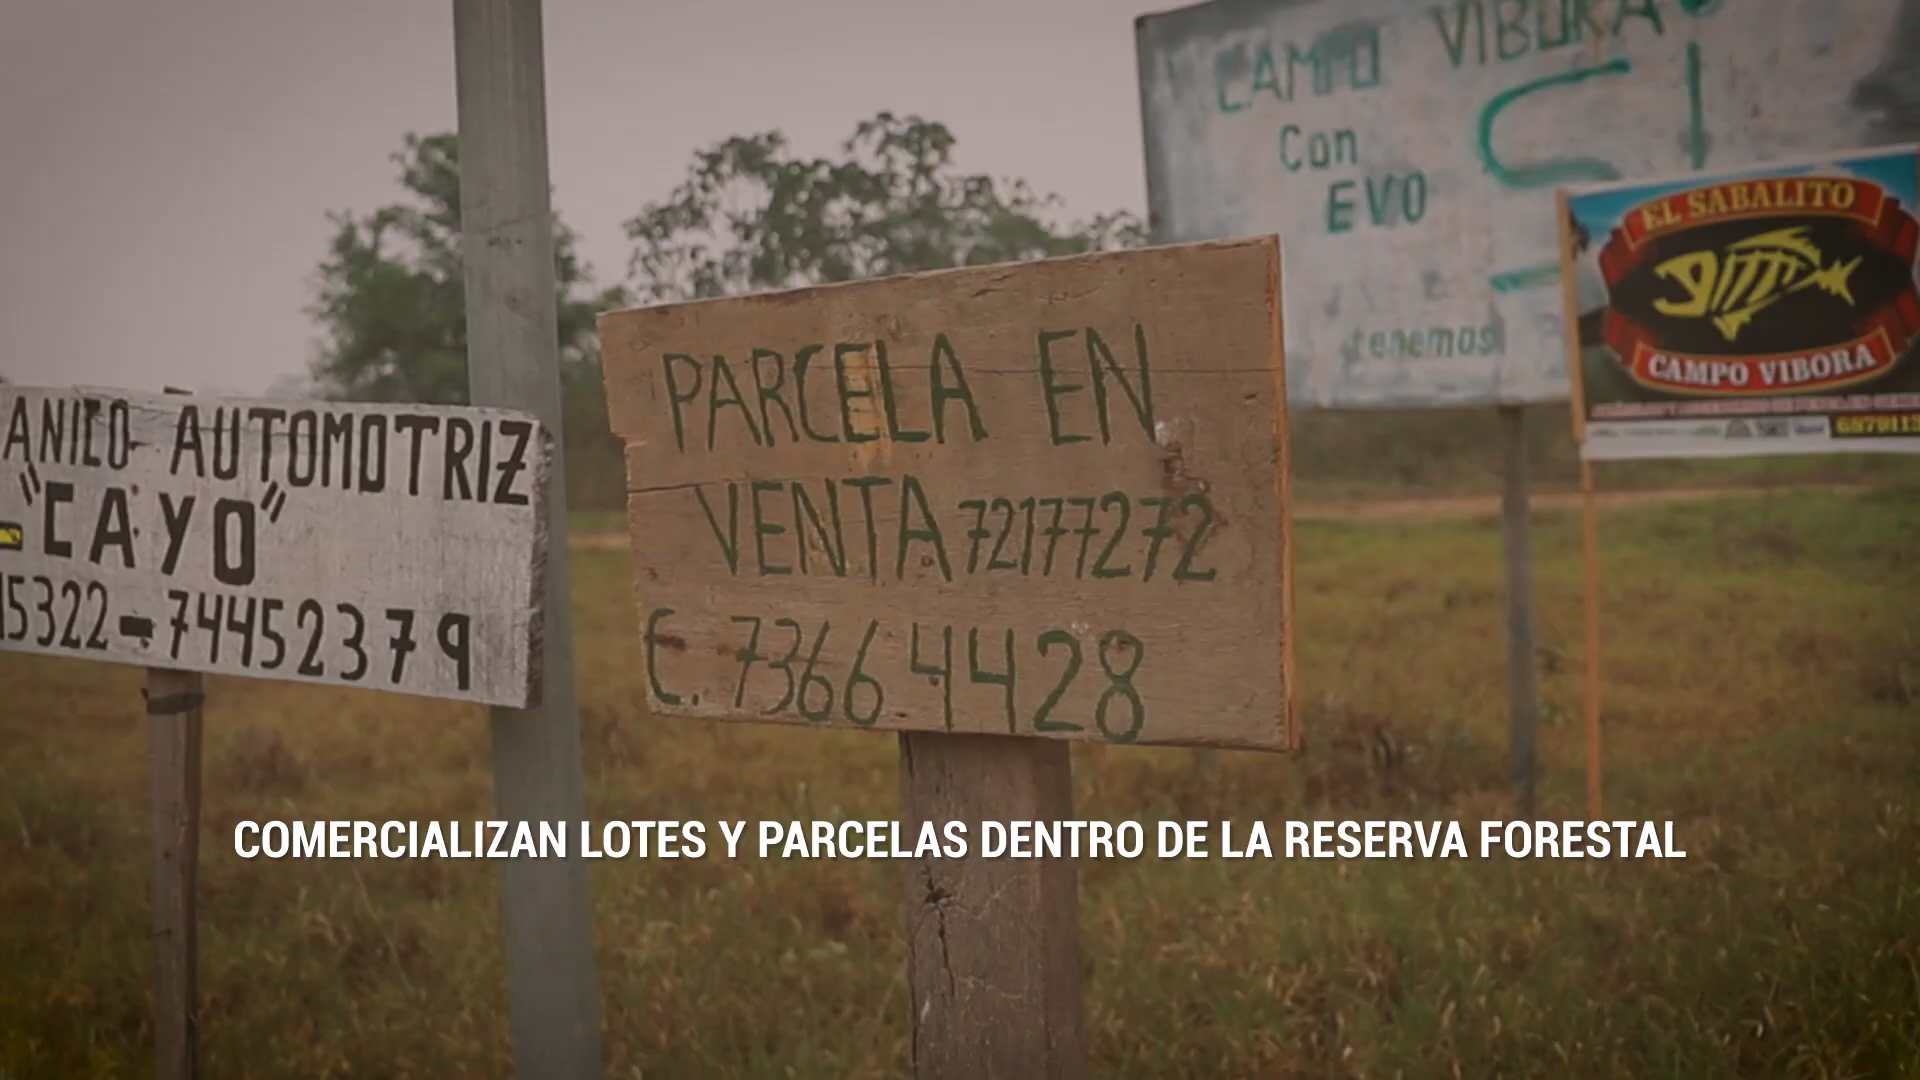 CAMPO VIBORA
Con
EVO
SI
tenemos
EL SABALITO
CAMPO VIBORA
ANICO AUTOMOTRIZ
"CAYO"
15322-74452379
PARCELA EN
VENTA 72177272
C. 73664428
COMERCIALIZAN LOTES Y PARCELAS DENTRO DE LA RESERVA FORESTAL